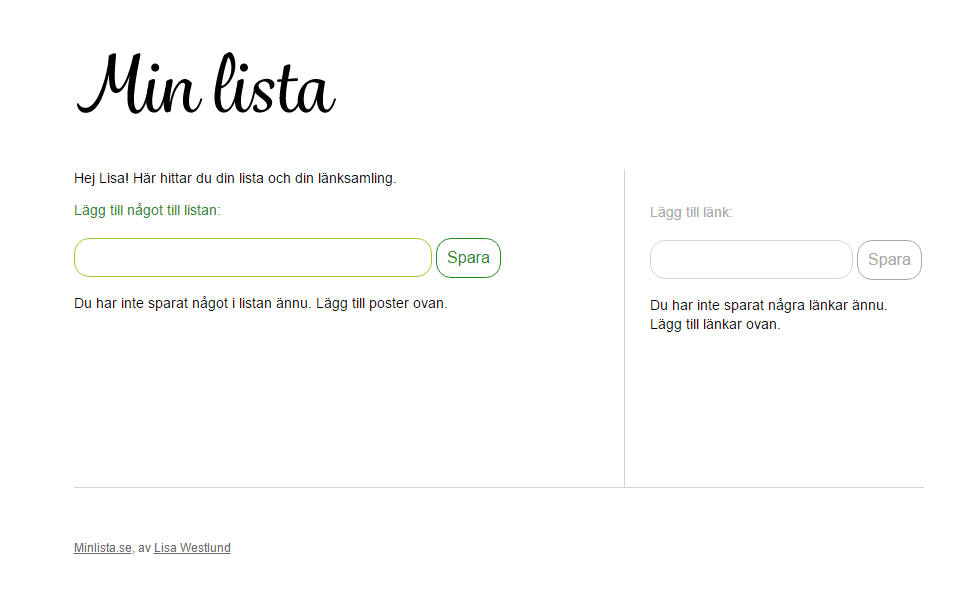 Min lista
Hej Lisa! Här hittar du din lista och din länksamling.
Lägg till något till listan:
Spara
Du har inte sparat något i listan ännu. Lägg till poster ovan.
Lägg till länk:
Spara
Du har inte sparat några länkar ännu.
Lägg till länkar ovan.
Minlista.se, av Lisa Westlund